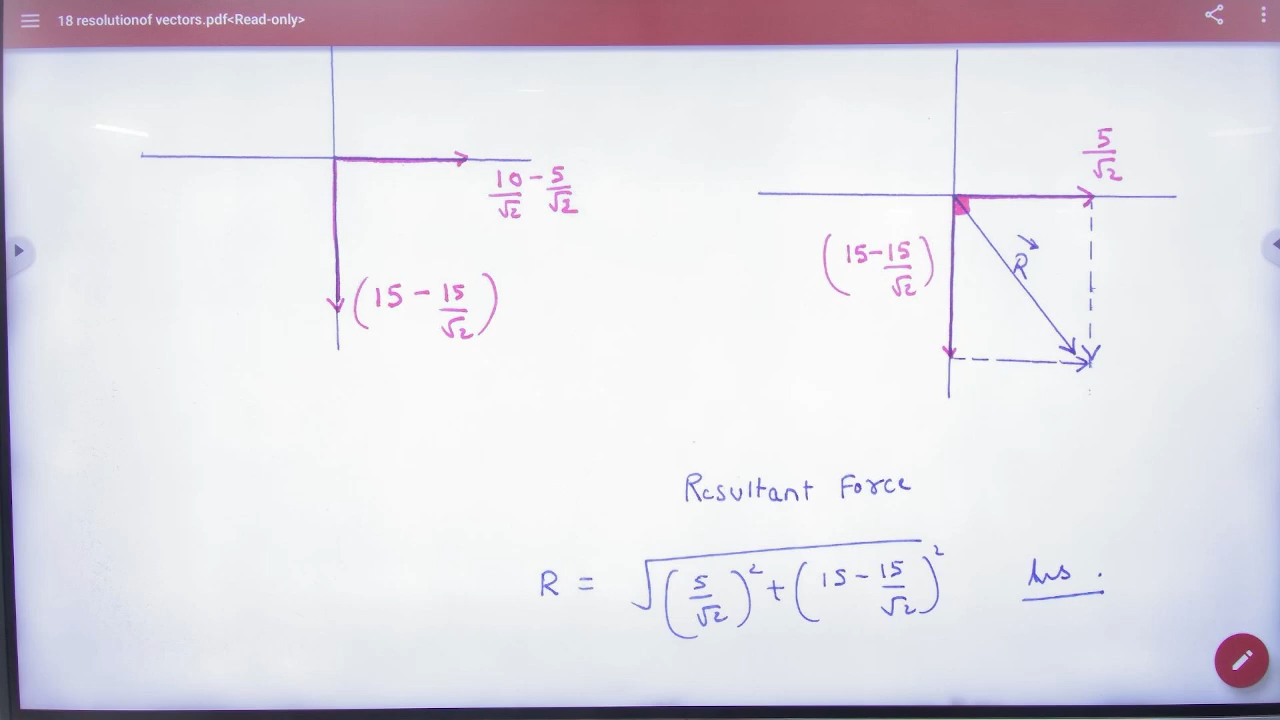 18 resolutionof vectors.pdf<Read-only>
10/√2 - 5/√2
(15 - 15/√2)
5/√2
(15-15/√2)
R
Resultant Force
R = √((5/√2)² + (15 - 15/√2)²) Ans.